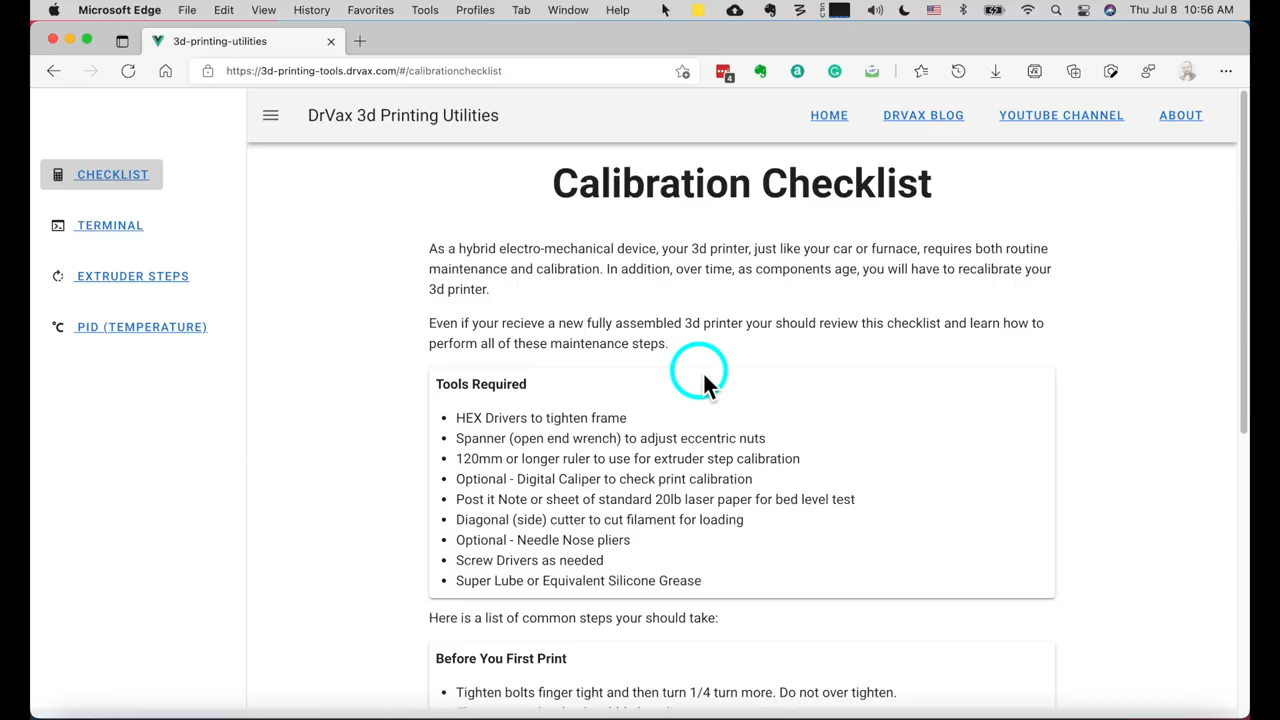 Microsoft Edge File Edit View History Favorites Tools Profiles Tab Window Help Thu Jul 8 10:56 AM
3d-printing-utilities
https://3d-printing-tools.drvax.com/#/calibrationchecklist
4
DrVax 3d Printing Utilities
HOME DRVAX BLOG YOUTUBE CHANNEL ABOUT
CHECKLIST
TERMINAL
EXTRUDER STEPS
°C PID (TEMPERATURE)
Calibration Checklist
As a hybrid electro-mechanical device, your 3d printer, just like your car or furnace, requires both routine
maintenance and calibration. In addition, over time, as components age, you will have to recalibrate your
3d printer.
Even if your recieve a new fully assembled 3d printer your should review this checklist and learn how to
perform all of these maintenance steps.
Tools Required
• HEX Drivers to tighten frame
• Spanner (open end wrench) to adjust eccentric nuts
• 120mm or longer ruler to use for extruder step calibration
• Optional - Digital Caliper to check print calibration
• Post it Note or sheet of standard 20lb laser paper for bed level test
• Diagonal (side) cutter to cut filament for loading
• Optional - Needle Nose pliers
• Screw Drivers as needed
• Super Lube or Equivalent Silicone Grease
Here is a list of common steps your should take:
Before You First Print
• Tighten bolts finger tight and then turn 1/4 turn more. Do not over tighten.